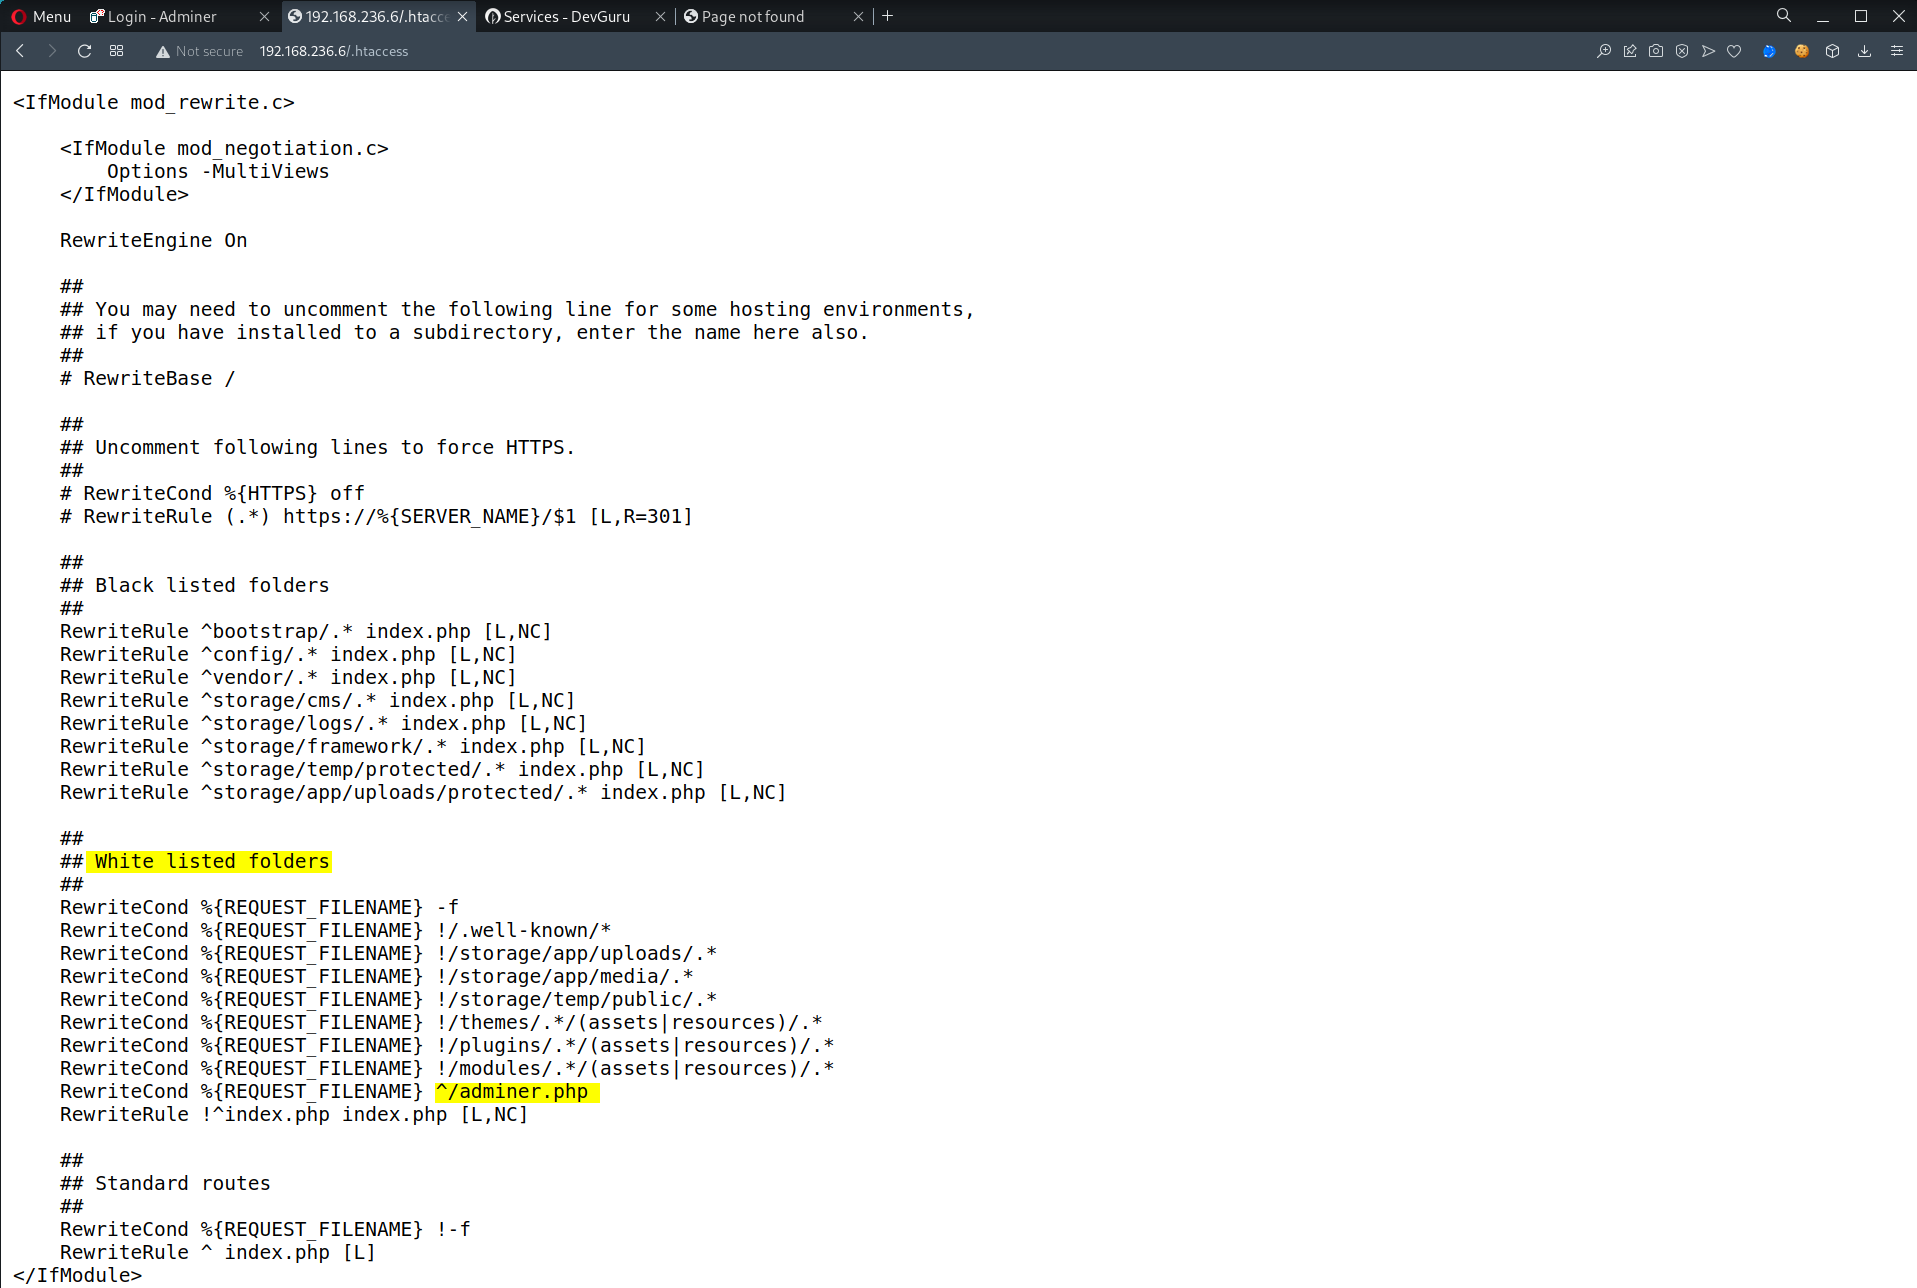 Menu Login - Adminer 192.168.236.6/.htacce Services - DevGuru Page not found
Not secure 192.168.236.6/.htaccess
<IfModule mod_rewrite.c>
<IfModule mod_negotiation.c>
Options -MultiViews
</IfModule>
RewriteEngine On
##
## You may need to uncomment the following line for some hosting environments,
## if you have installed to a subdirectory, enter the name here also.
##
# RewriteBase /
##
## Uncomment following lines to force HTTPS.
##
# RewriteCond %{HTTPS} off
# RewriteRule (.*) https://%{SERVER_NAME}/$1 [L,R=301]
##
## Black listed folders
##
RewriteRule ^bootstrap/.* index.php [L,NC]
RewriteRule ^config/.* index.php [L,NC]
RewriteRule ^vendor/.* index.php [L,NC]
RewriteRule ^storage/cms/.* index.php [L,NC]
RewriteRule ^storage/logs/.* index.php [L,NC]
RewriteRule ^storage/framework/.* index.php [L,NC]
RewriteRule ^storage/temp/protected/.* index.php [L,NC]
RewriteRule ^storage/app/uploads/protected/.* index.php [L,NC]
##
## White listed folders
##
RewriteCond %{REQUEST_FILENAME} -f
RewriteCond %{REQUEST_FILENAME} !/.well-known/*
RewriteCond %{REQUEST_FILENAME} !/storage/app/uploads/.*
RewriteCond %{REQUEST_FILENAME} !/storage/app/media/.*
RewriteCond %{REQUEST_FILENAME} !/storage/temp/public/.*
RewriteCond %{REQUEST_FILENAME} !/themes/.*/(assets|resources)/.*
RewriteCond %{REQUEST_FILENAME} !/plugins/.*/(assets|resources)/.*
RewriteCond %{REQUEST_FILENAME} !/modules/.*/(assets|resources)/.*
RewriteCond %{REQUEST_FILENAME} ^/adminer.php
RewriteRule !^index.php index.php [L,NC]
##
## Standard routes
##
RewriteCond %{REQUEST_FILENAME} !-f
RewriteRule ^ index.php [L]
</IfModule>